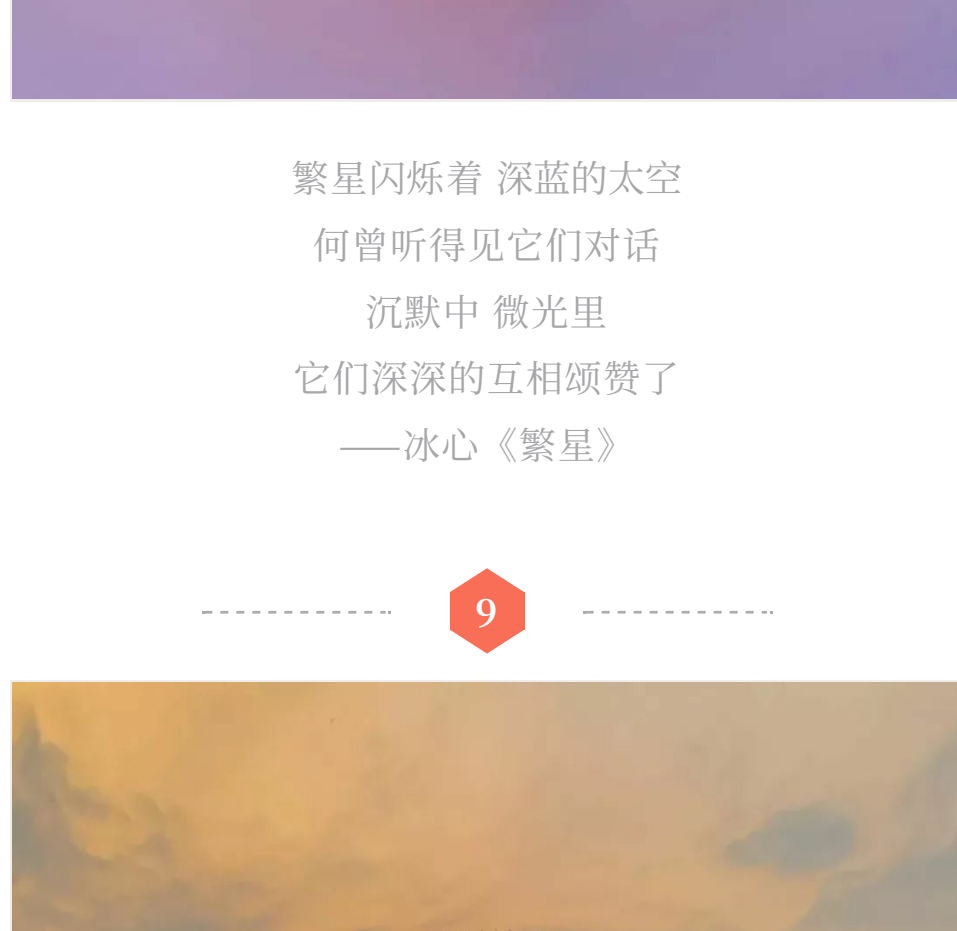 繁星闪烁着 深蓝的太空
何曾听得见它们对话
沉默中 微光里
它们深深的互相颂赞了
——冰心《繁星》
9